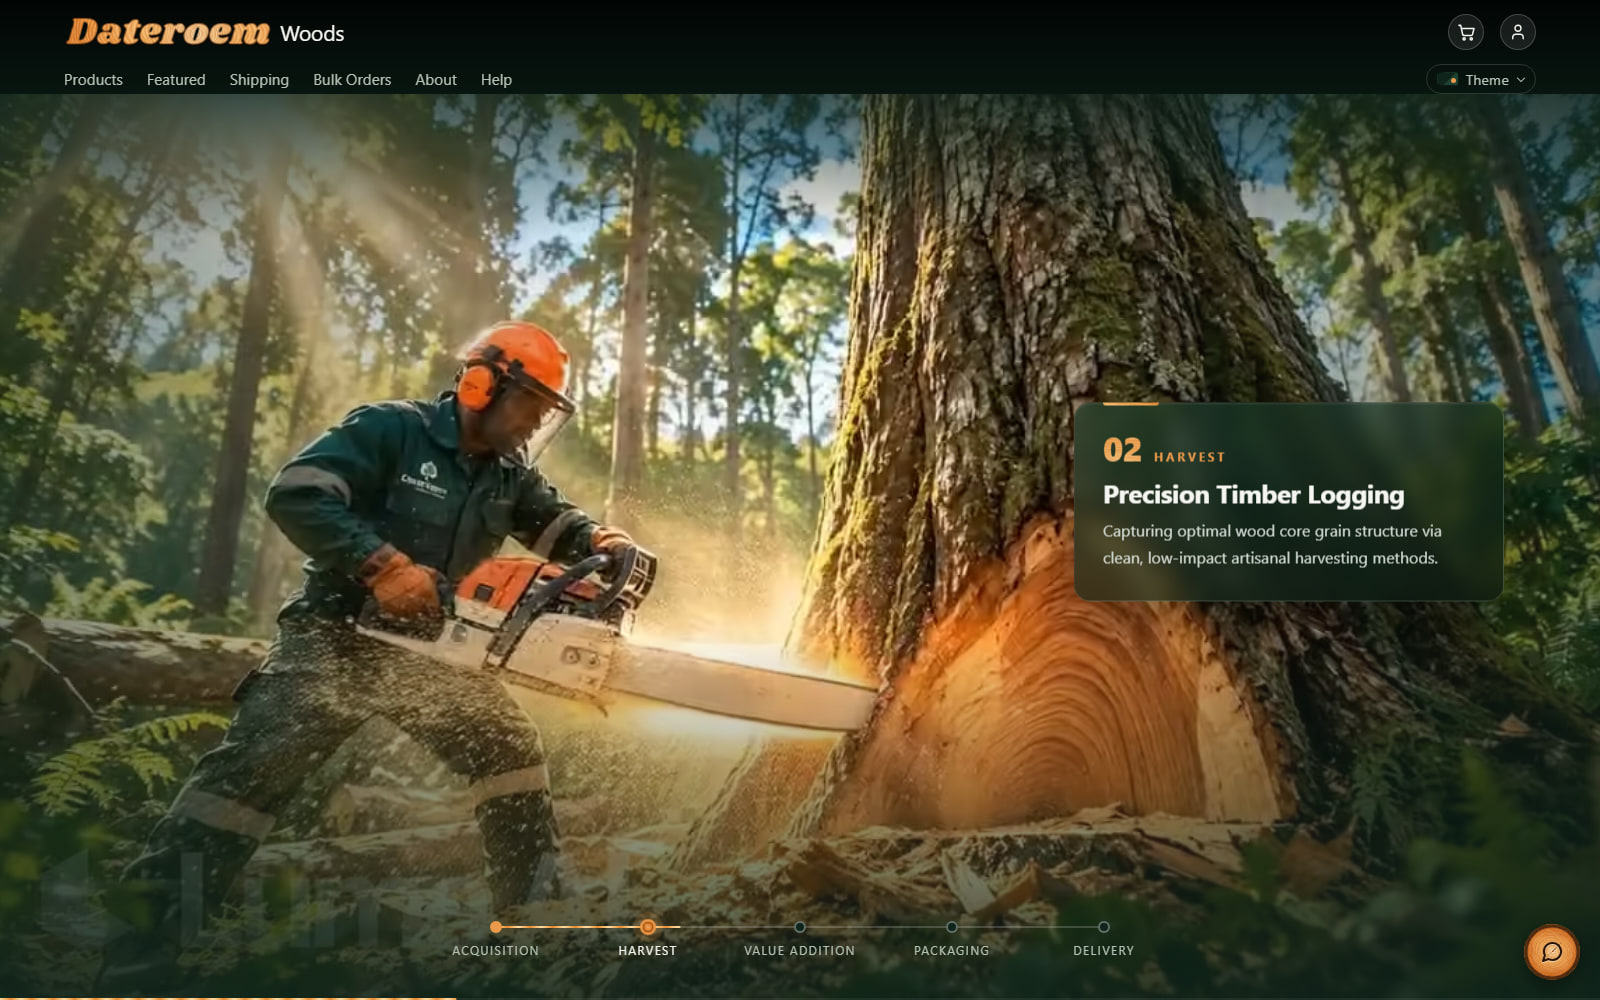 Dateroem Woods
Products Featured Shipping Bulk Orders About Help
Theme
02 HARVEST
Precision Timber Logging
Capturing optimal wood core grain structure via
clean, low-impact artisanal harvesting methods.
ACQUISITION HARVEST VALUE ADDITION PACKAGING DELIVERY